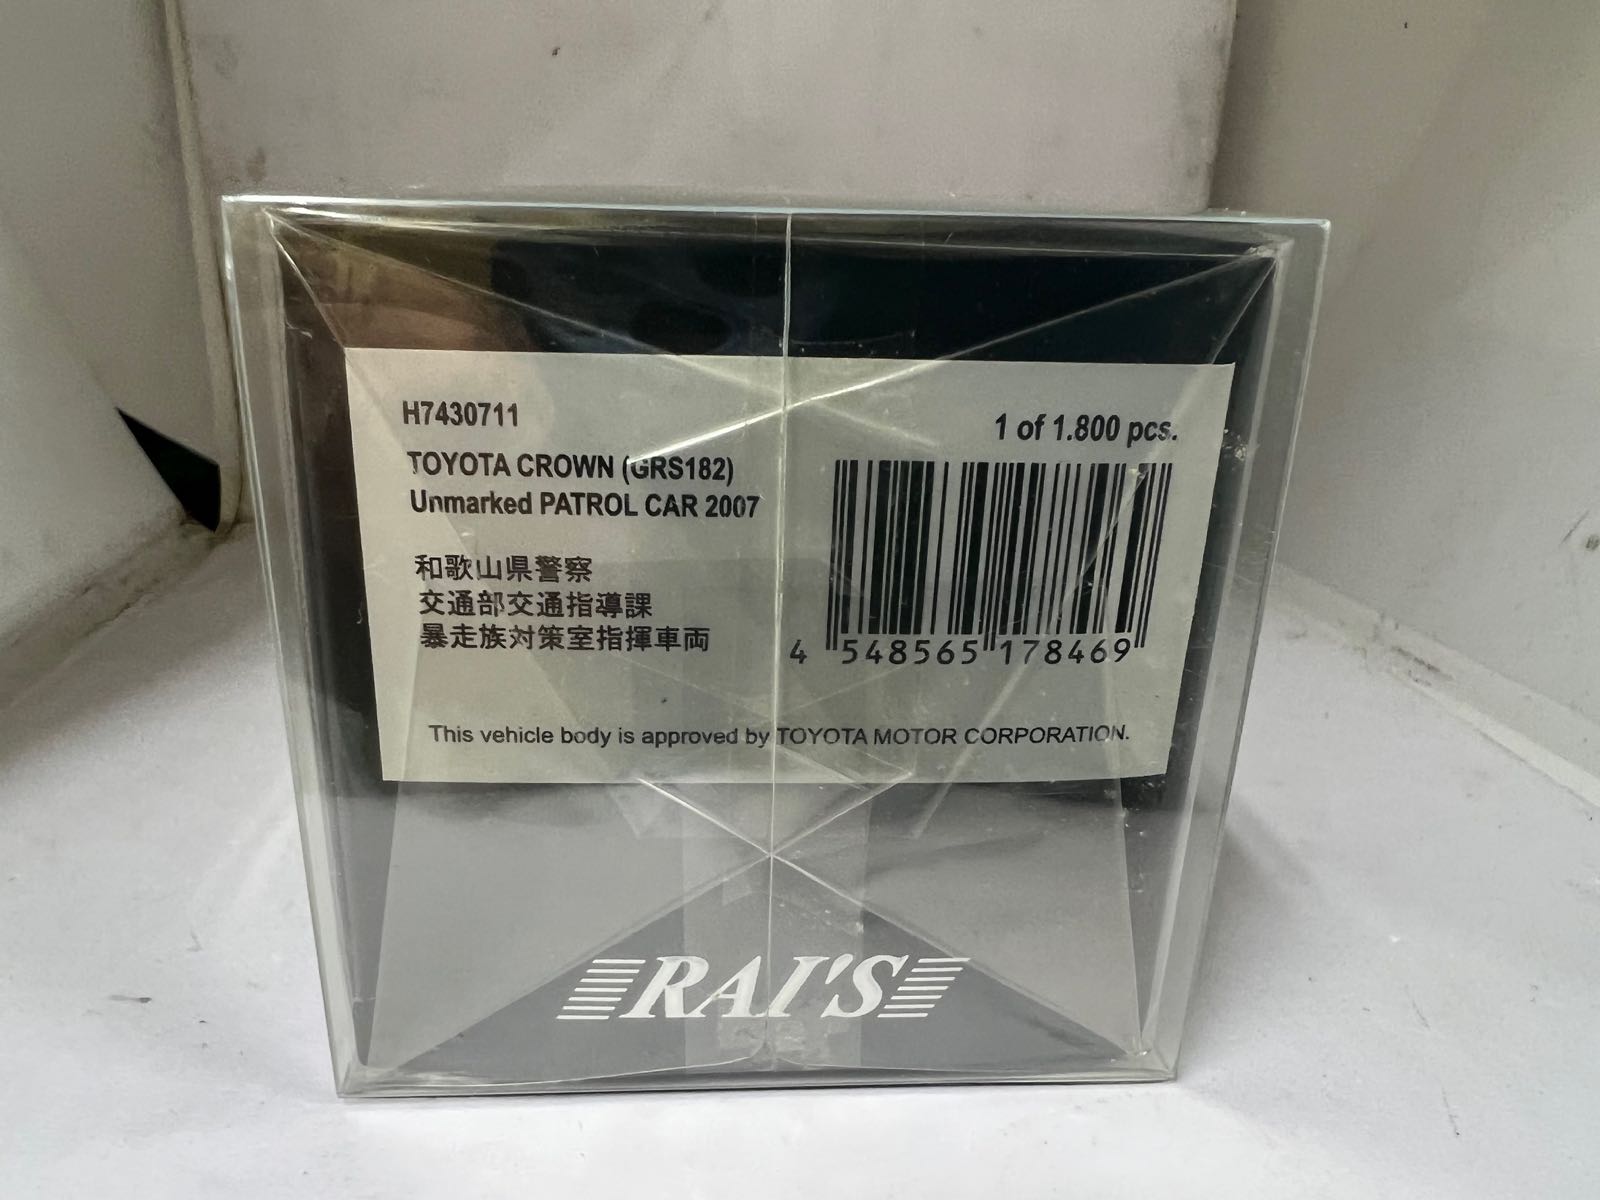 H7430711
1 of 1.800 pcs.
TOYOTA CROWN (GRS182)
Unmarked PATROL CAR 2007
和歌山県警察
交通部交通指導課
暴走族対策室指揮車両
4 548565 178469
This vehicle body is approved by TOYOTA MOTOR CORPORATION.
RAI'S